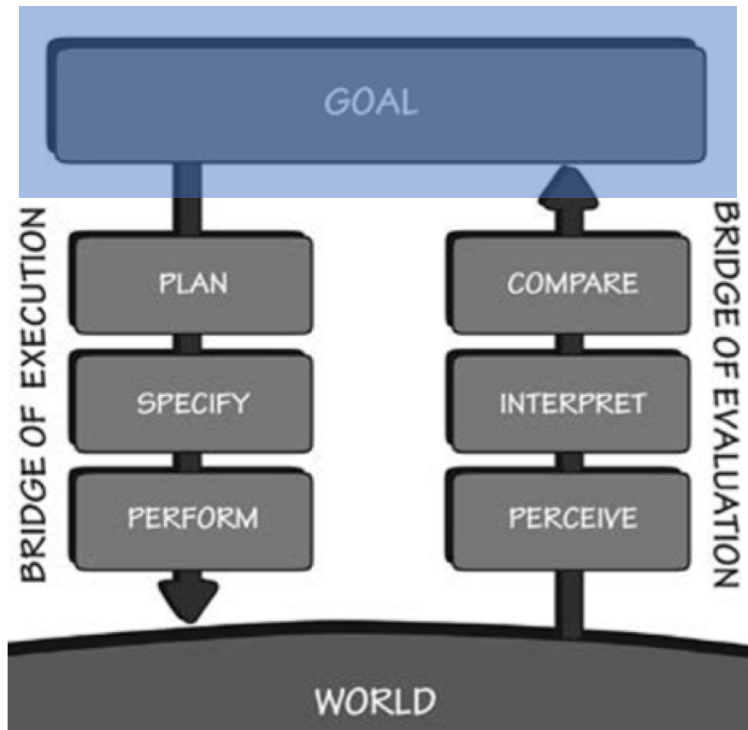 GOAL
BRIDGE OF EXECUTION
PLAN
SPECIFY
PERFORM
COMPARE
INTERPRET
PERCEIVE
BRIDGE OF EVALUATION
WORLD